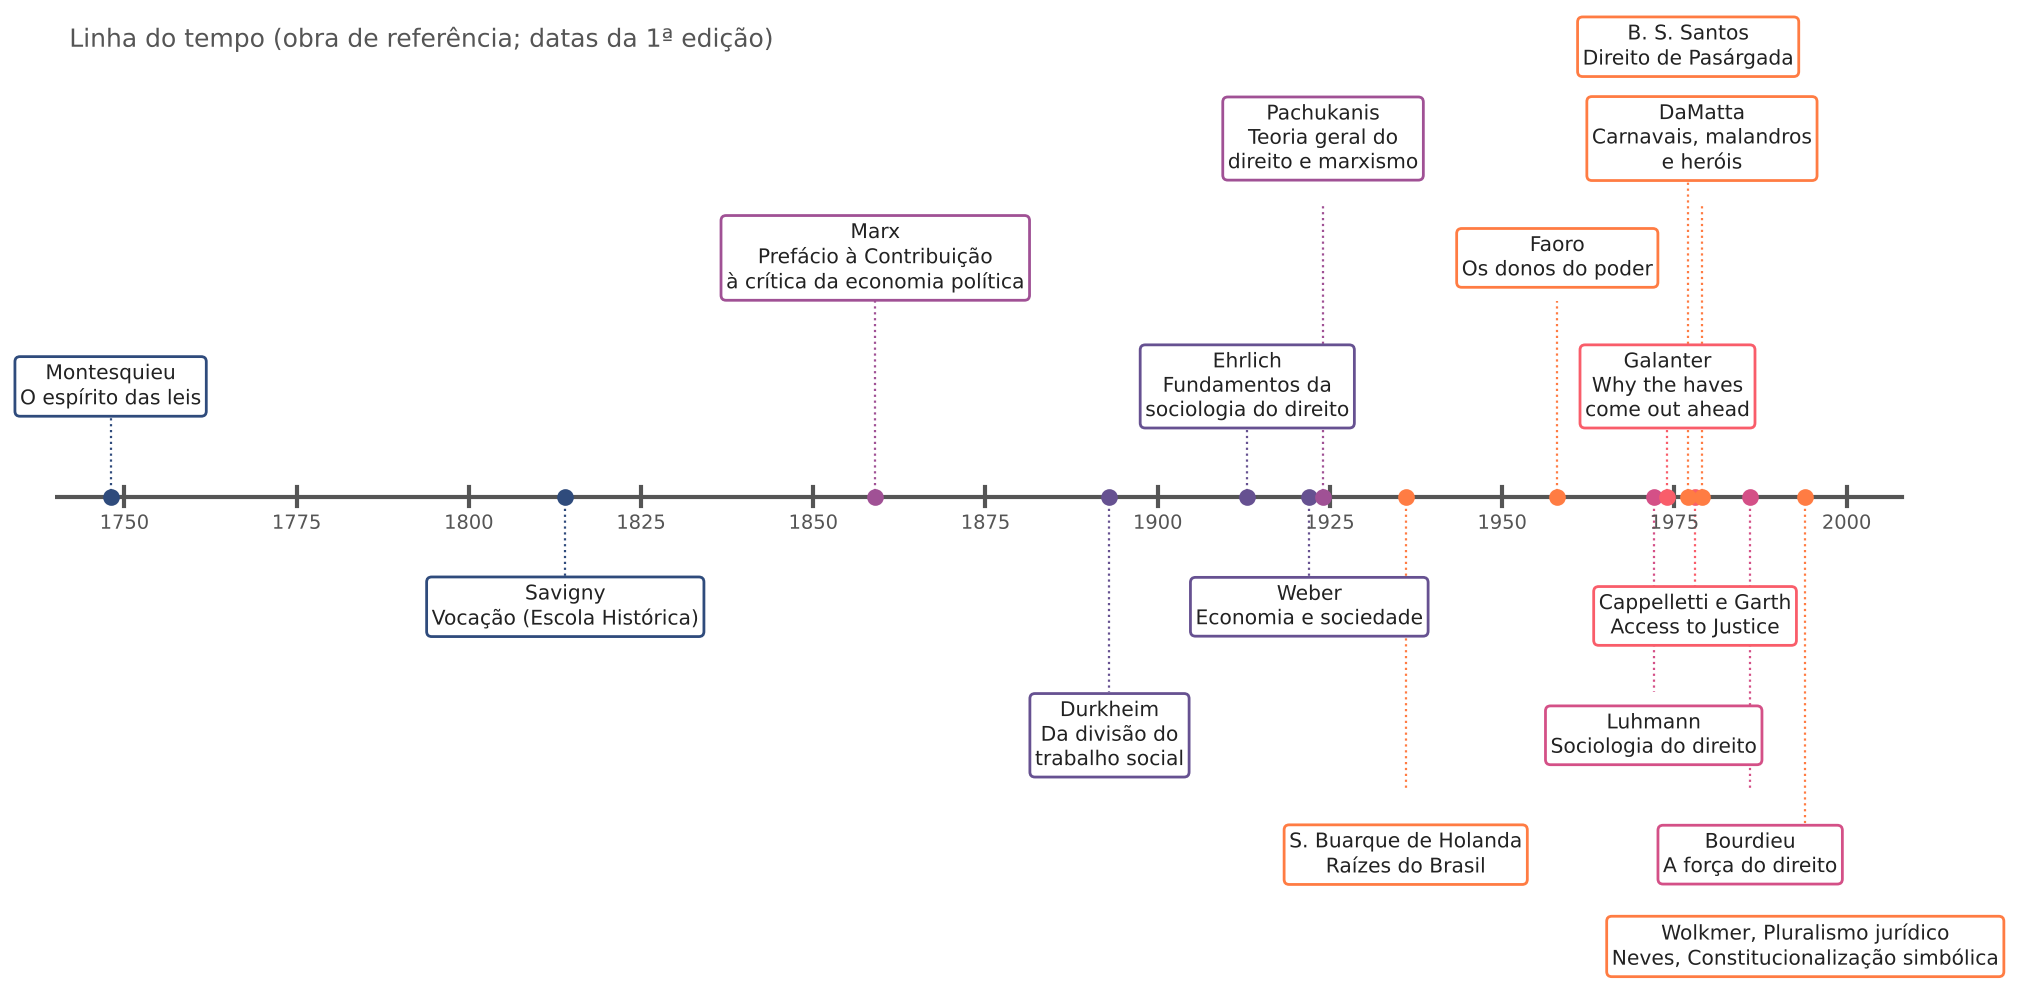 Linha do tempo (obra de referência; datas da 1ª edição)
B. S. Santos
Direito de Pasárgada
Pachukanis
Teoria geral do
direito e marxismo
DaMatta
Carnavais, malandros
e heróis
Marx
Prefácio à Contribuição
à crítica da economia política
Faoro
Os donos do poder
Montesquieu
O espírito das leis
Ehrlich
Fundamentos da
sociologia do direito
Galanter
Why the haves
come out ahead
1750
1775
1800
1825
1850
1875
1900
1925
1950
1975
2000
Savigny
Vocação (Escola Histórica)
Weber
Economia e sociedade
Cappelletti e Garth
Access to Justice
Durkheim
Da divisão do
trabalho social
Luhmann
Sociologia do direito
S. Buarque de Holanda
Raízes do Brasil
Bourdieu
A força do direito
Wolkmer, Pluralismo jurídico
Neves, Constitucionalização simbólica